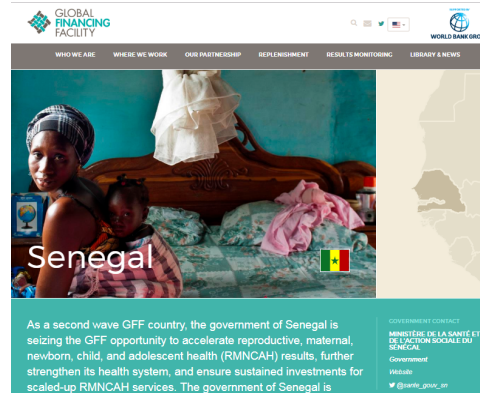 GLOBAL
FINANCING
FACILITY
WORLD BANK GRO
WHO WE ARE
WHERE WE WORK
OUR PARTNERSHIP
REPLENISHMENT
RESULTS MONITORING
LIBRARY & NEWS
Senegal
As a second wave GFF country, the government of Senegal is
seizing the GFF opportunity to accelerate reproductive, maternal,
newborn, child, and adolescent health (RMNCAH) results, further
strengthen its health system, and ensure sustained investments for
scaled-up RMNCAH services. The government of Senegal is
GOVERNMENT CONTACT
MINISTÈRE DE LA SANTÉ ET
DE L'ACTION SOCIALE DU
SÉNÉGAL
Government
Website
@sante_gouv_sn